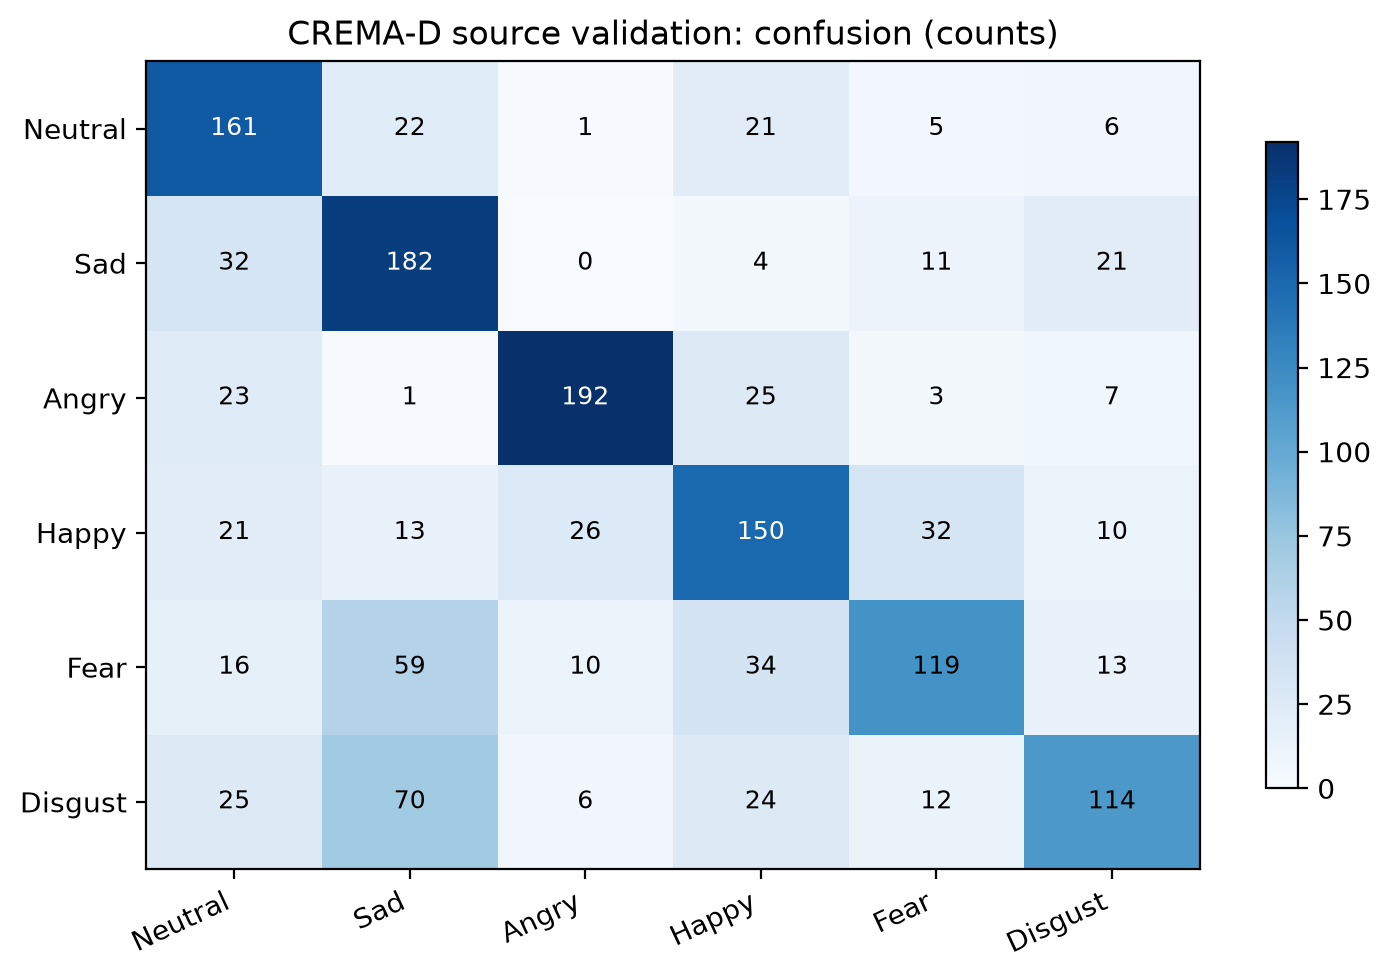 CREMA-D source validation: confusion (counts)
Neutral 161 22 1 21 5 6
Sad 32 182 0 4 11 21
Angry 23 1 192 25 3 7
Happy 21 13 26 150 32 10
Fear 16 59 10 34 119 13
Disgust 25 70 6 24 12 114
Neutral Sad Angry Happy Fear Disgust
175
150
125
100
75
50
25
0